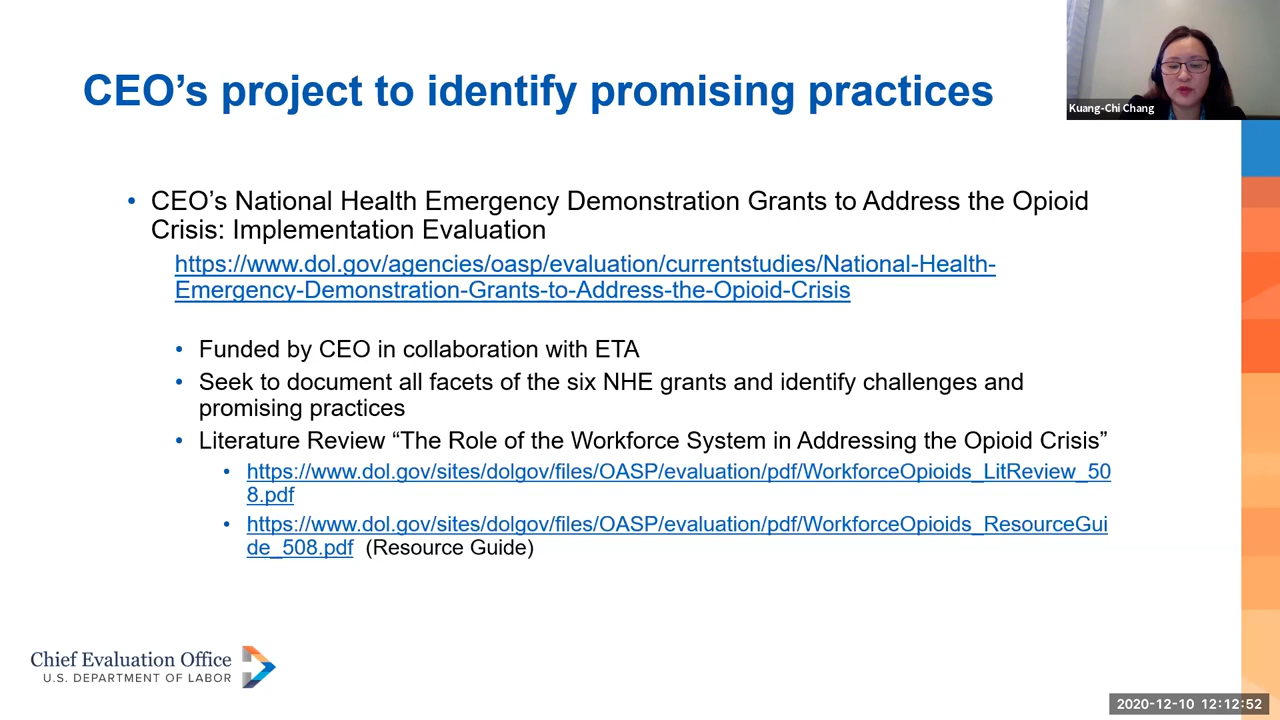 CEO’s project to identify promising practices
Kuang-Chi Chang
• CEO’s National Health Emergency Demonstration Grants to Address the Opioid
Crisis: Implementation Evaluation
https://www.dol.gov/agencies/oasp/evaluation/currentstudies/National-Health-
Emergency-Demonstration-Grants-to-Address-the-Opioid-Crisis
• Funded by CEO in collaboration with ETA
• Seek to document all facets of the six NHE grants and identify challenges and
promising practices
• Literature Review “The Role of the Workforce System in Addressing the Opioid Crisis”
• https://www.dol.gov/sites/dolgov/files/OASP/evaluation/pdf/WorkforceOpioids_LitReview_50
8.pdf
• https://www.dol.gov/sites/dolgov/files/OASP/evaluation/pdf/WorkforceOpioids_ResourceGui
de_508.pdf (Resource Guide)
Chief Evaluation Office
U.S. DEPARTMENT OF LABOR
2020-12-10 12:12:52